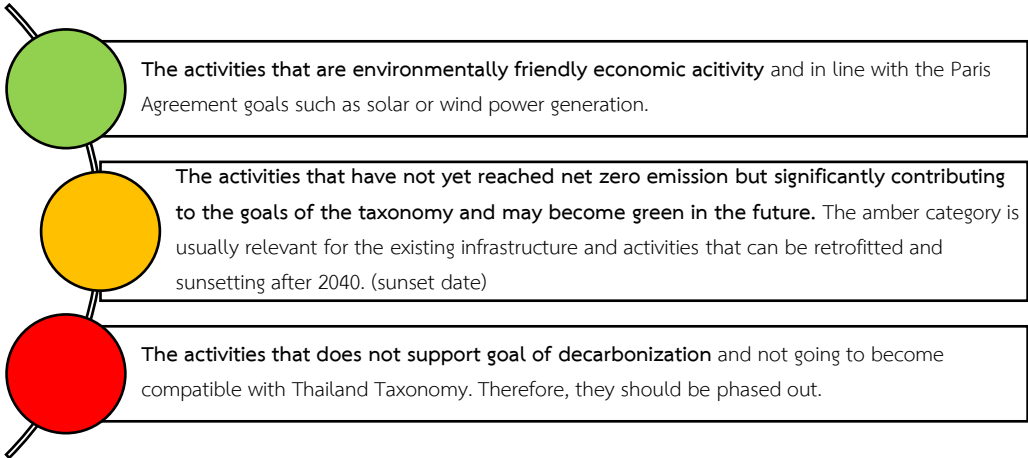 The activities that are environmentally friendly economic acitivity and in line with the Paris
Agreement goals such as solar or wind power generation.
The activities that have not yet reached net zero emission but significantly contributing
to the goals of the taxonomy and may become green in the future. The amber category is
usually relevant for the existing infrastructure and activities that can be retrofitted and
sunsetting after 2040. (sunset date)
The activities that does not support goal of decarbonization and not going to become
compatible with Thailand Taxonomy. Therefore, they should be phased out.